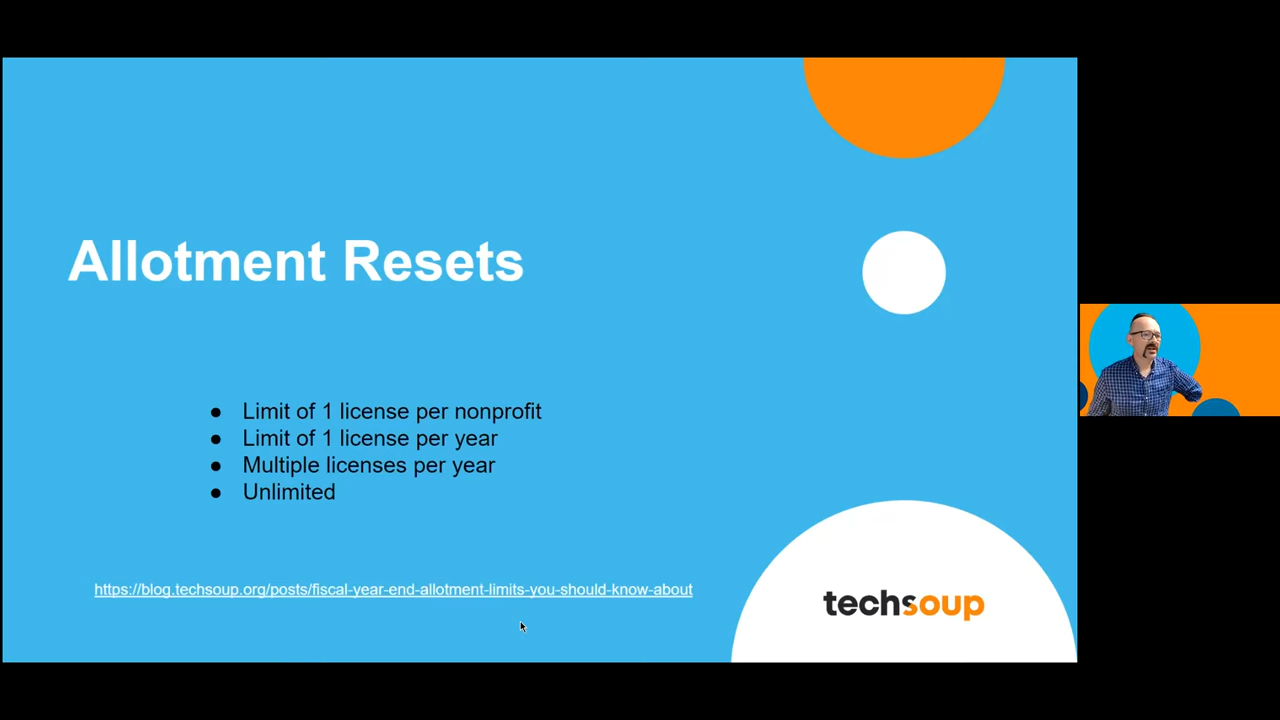 Allotment Resets
● Limit of 1 license per nonprofit
● Limit of 1 license per year
● Multiple licenses per year
● Unlimited
https://blog.techsoup.org/posts/fiscal-year-end-allotment-limits-you-should-know-about
techsoup